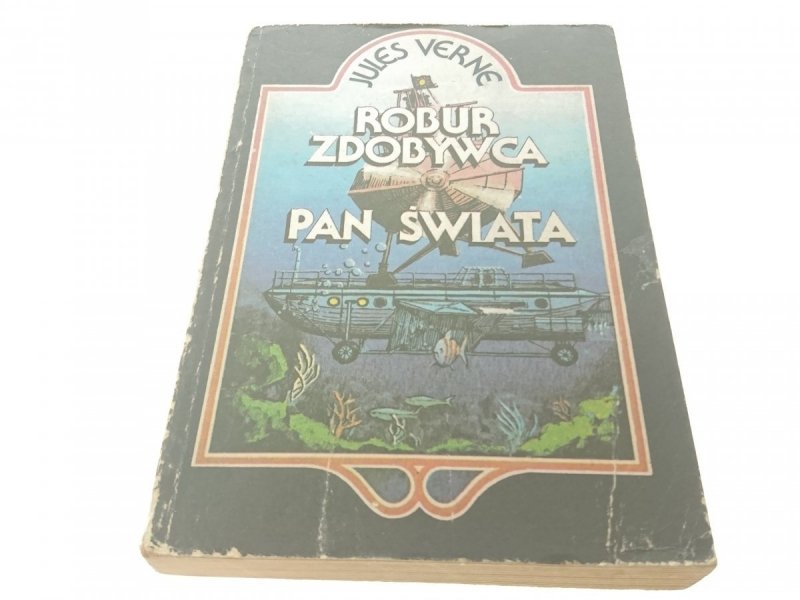 JULES VERNE
ROBUR
ZDOBYWCA
PAN ŚWIATA